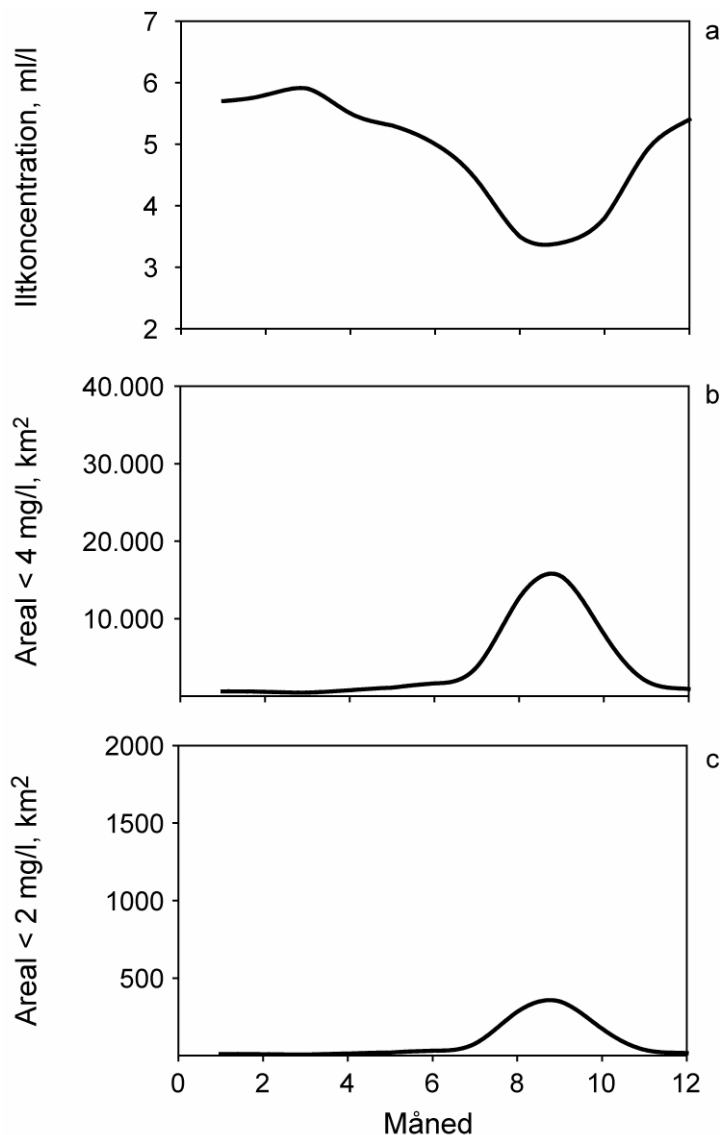 a
Iltkoncentration, ml/l
7
6
5
4
3
2
b
Areal < 4 mg/l, km²
40.000
30.000
20.000
10.000
c
Areal < 2 mg/l, km²
2000
1500
1000
500
0 2 4 6 8 10 12
Måned